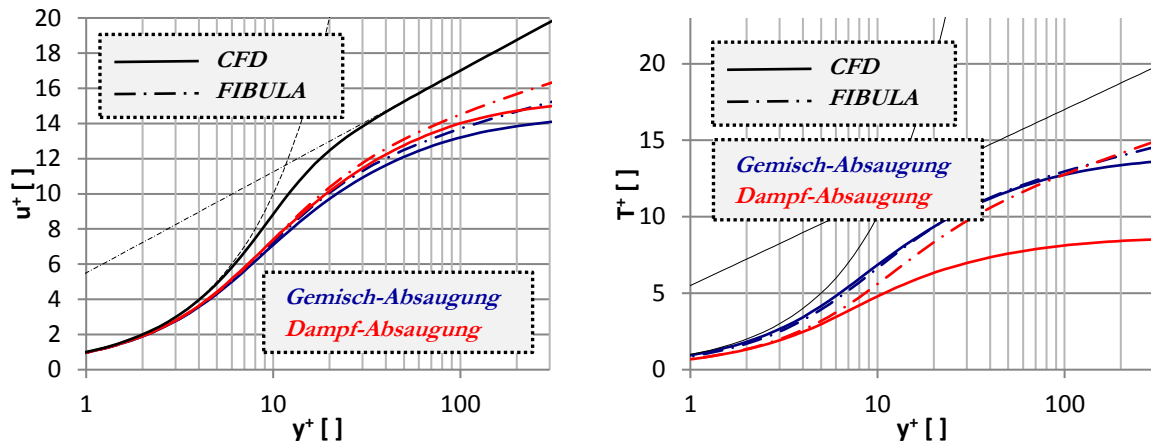 20
18
16
14
12
10
8
6
4
2
0
u⁺ [ ]
CFD
FIBULA
Gemisch-Absaugung
Dampf-Absaugung
1
10
100
y⁺ [ ]
20
15
10
5
0
T⁺ [ ]
CFD
FIBULA
Gemisch-Absaugung
Dampf-Absaugung
1
10
100
y⁺ [ ]